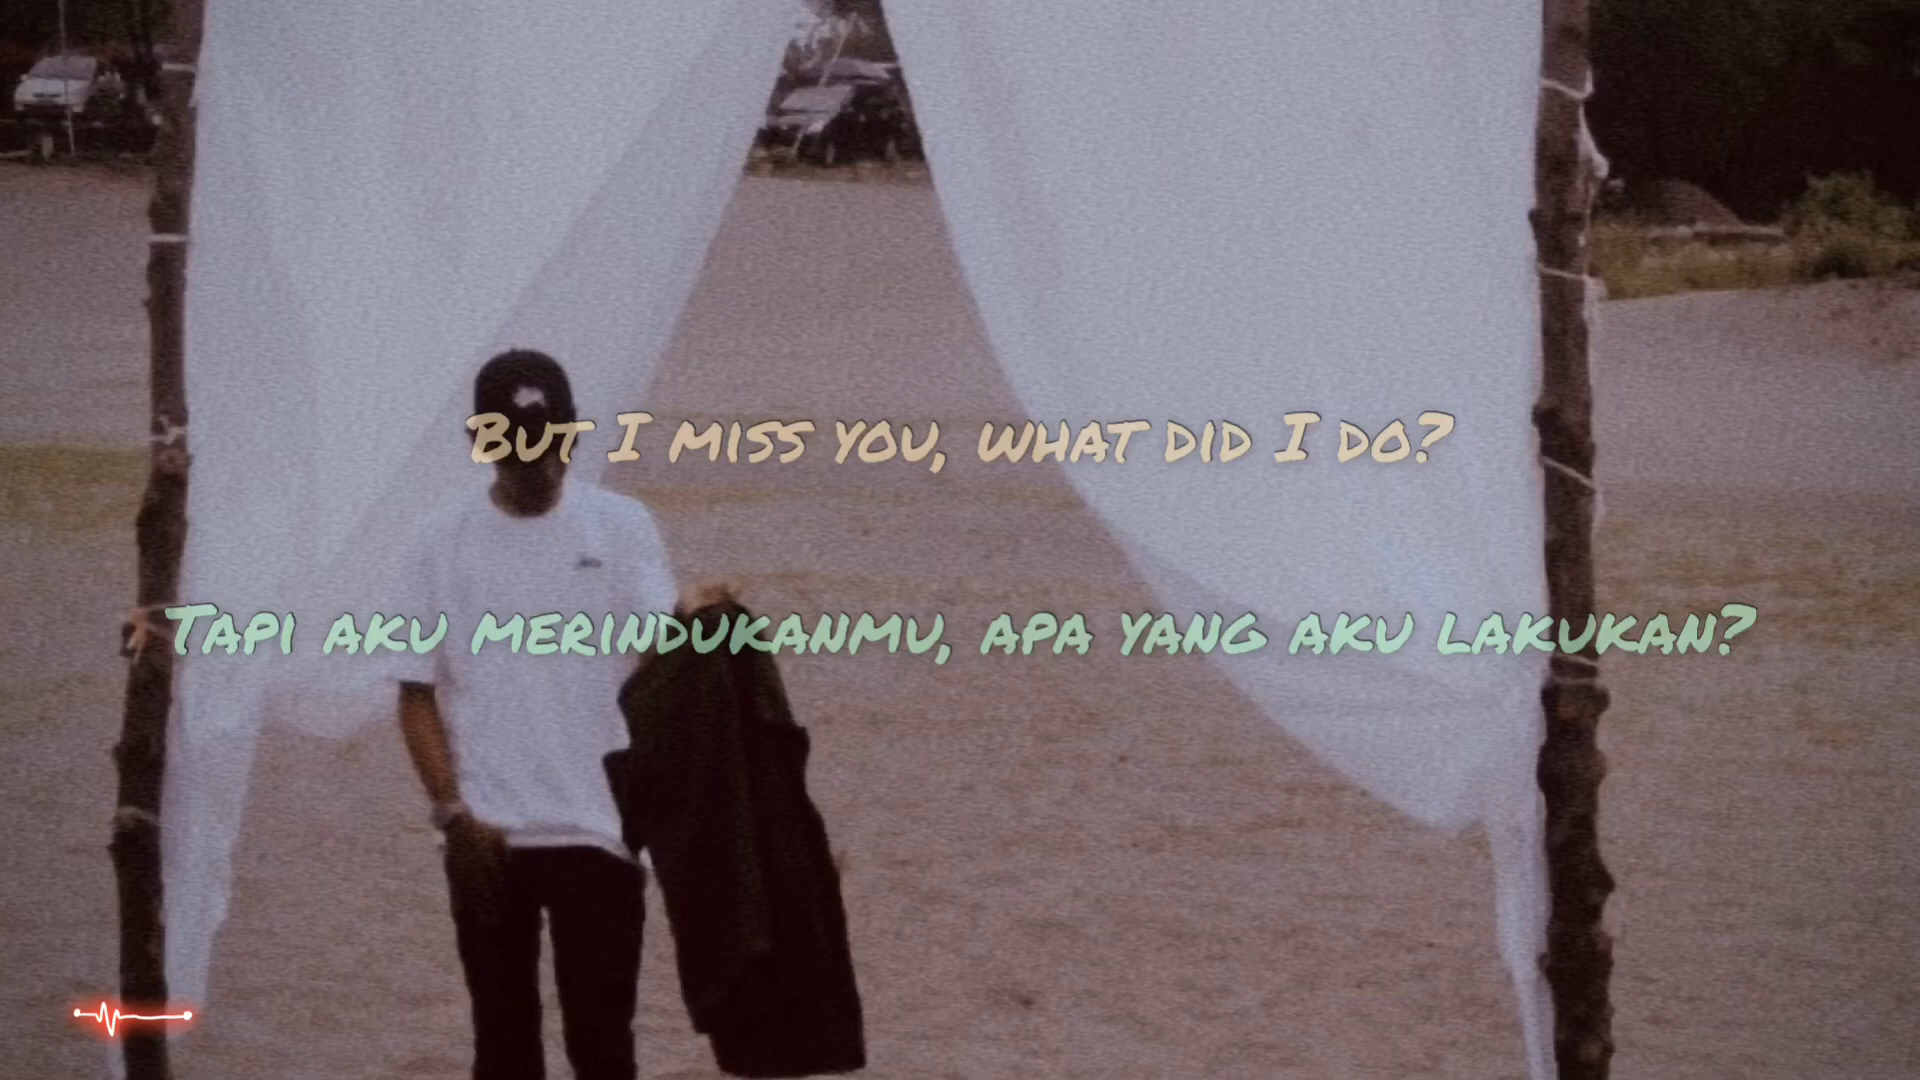 But I miss you, what did I do?
Tapi aku merindukanmu, apa yang aku lakukan?